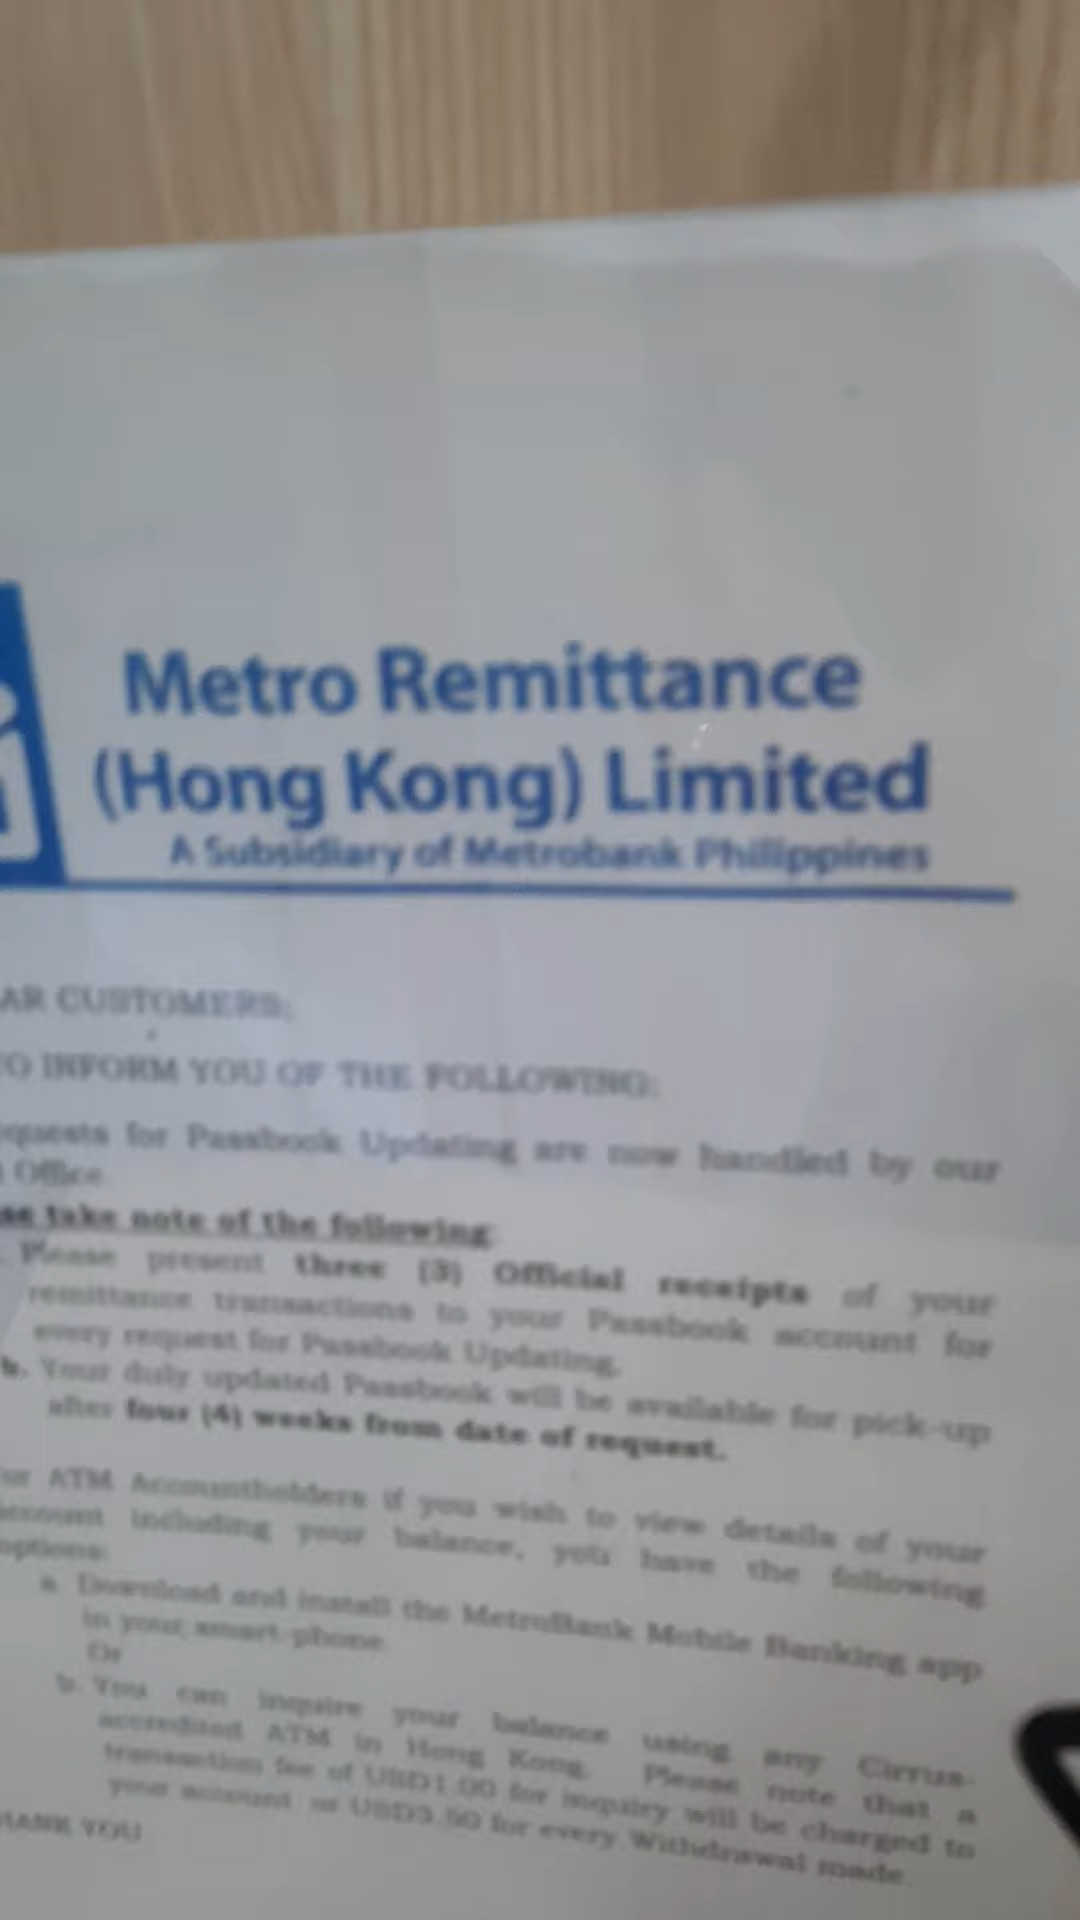 Metro Remittance
(Hong Kong) Limited
A Subsidiary of Metrobank Philippines
AR CUSTOMERS;
TO INFORM YOU OF THE FOLLOWING:
equests for Passbook Updating are now handled by our
Office.
se take note of the following:
Please present three (3) Official receipts of your
remittance transactions to your Passbook account for
every request for Passbook Updating.
b. Your duly updated Passbook will be available for pick-up
after four (4) weeks from date of request.
ur ATM Accountholders if you wish to view details of your
account including your balance, you have the following
options:
a. Download and install the MetroBank Mobile Banking app
in your smart-phone.
Or
b. You can inquire your balance using any Cirrus-
accredited ATM in Hong Kong. Please note that a
transaction fee of USD1.00 for inquiry will be charged to
your account or USD3.50 for every Withdrawal made.
HANK YOU